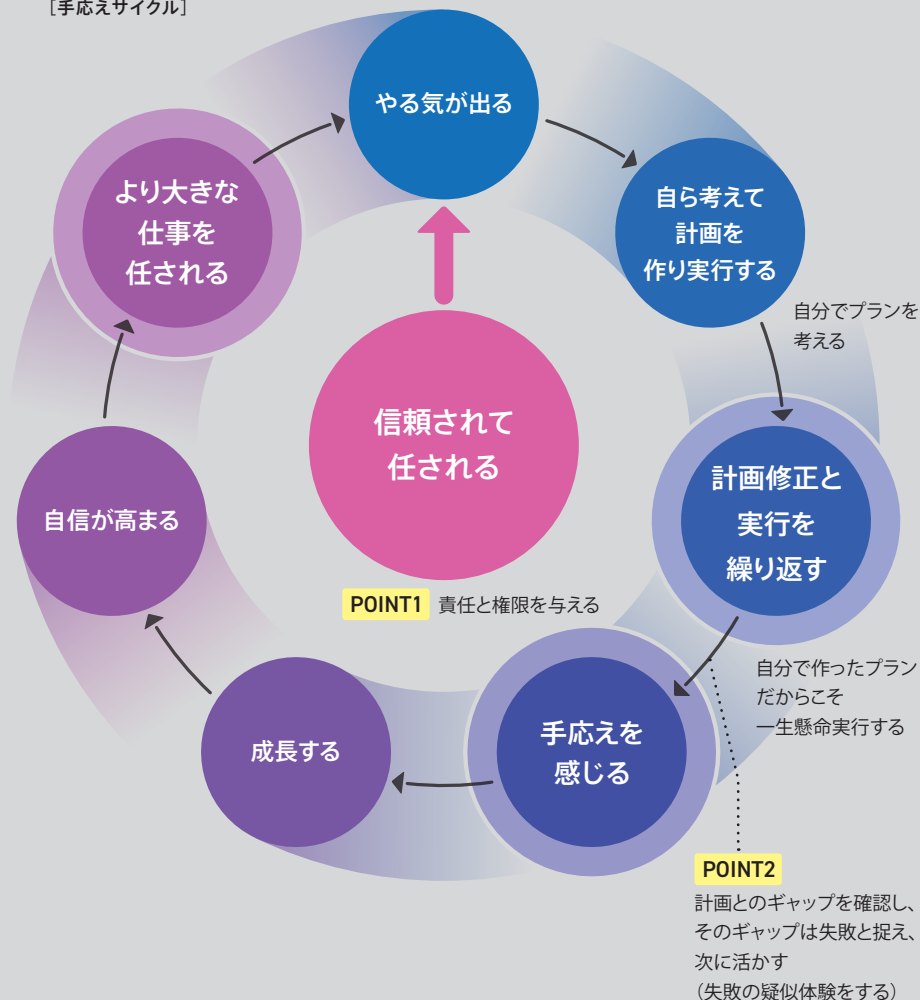 ［手応えサイクル］
やる気が出る
自ら考えて
計画を
作り実行する
自分でプランを
考える
計画修正と
実行を
繰り返す
自分で作ったプラン
だからこそ
一生懸命実行する
手応えを
感じる
POINT2
計画とのギャップを確認し、
そのギャップは失敗と捉え、
次に活かす
（失敗の疑似体験をする）
成長する
自信が高まる
より大きな
仕事を
任される
信頼されて
任される
POINT1 責任と権限を与える